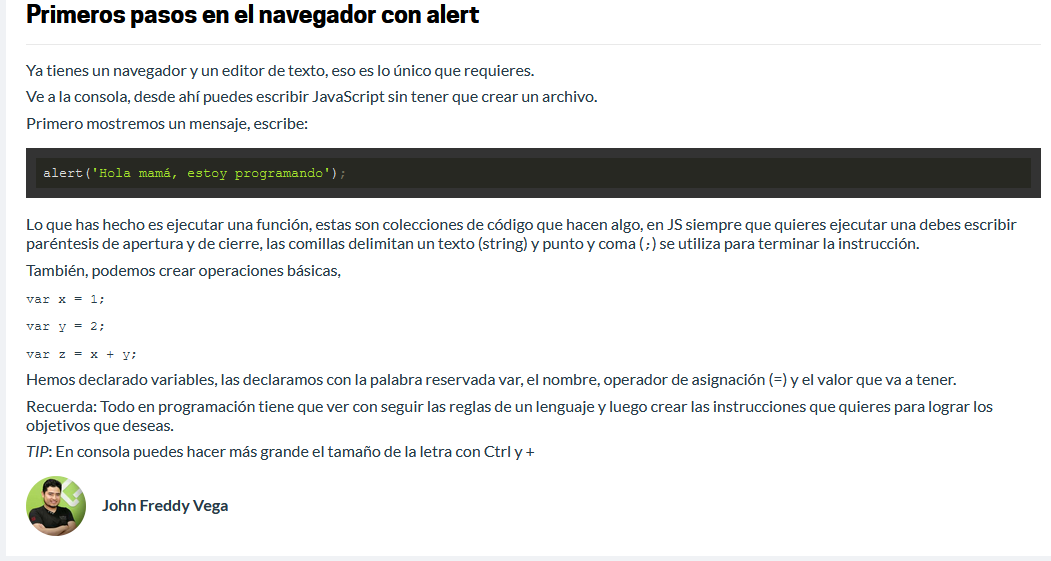 Primeros pasos en el navegador con alert
Ya tienes un navegador y un editor de texto, eso es lo único que requieres.
Ve a la consola, desde ahí puedes escribir JavaScript sin tener que crear un archivo.
Primero mostremos un mensaje, escribe:
alert('Hola mamá, estoy programando');
Lo que has hecho es ejecutar una función, estas son colecciones de código que hacen algo, en JS siempre que quieres ejecutar una debes escribir
paréntesis de apertura y de cierre, las comillas delimitan un texto (string) y punto y coma (;) se utiliza para terminar la instrucción.
También, podemos crear operaciones básicas,
var x = 1;
var y = 2;
var z = x + y;
Hemos declarado variables, las declaramos con la palabra reservada var, el nombre, operador de asignación (=) y el valor que va a tener.
Recuerda: Todo en programación tiene que ver con seguir las reglas de un lenguaje y luego crear las instrucciones que quieres para lograr los
objetivos que deseas.
TIP: En consola puedes hacer más grande el tamaño de la letra con Ctrl y +
John Freddy Vega